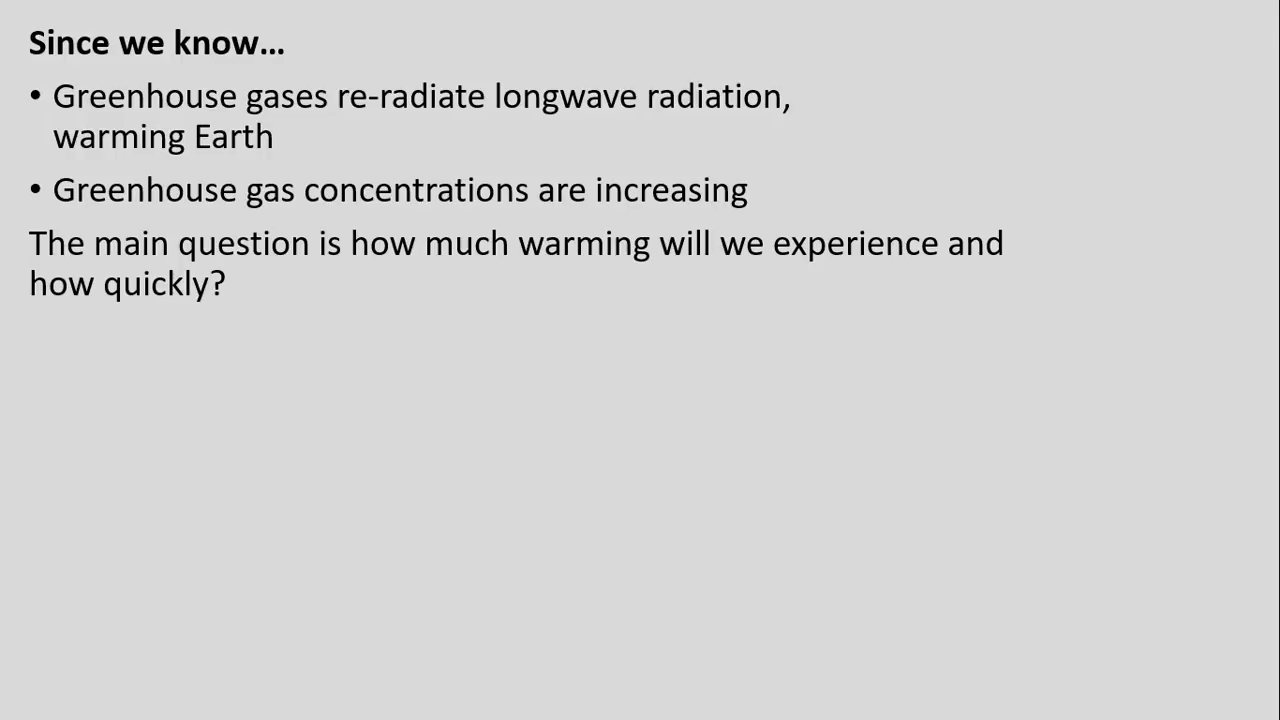 Since we know…
• Greenhouse gases re-radiate longwave radiation,
warming Earth
• Greenhouse gas concentrations are increasing
The main question is how much warming will we experience and
how quickly?